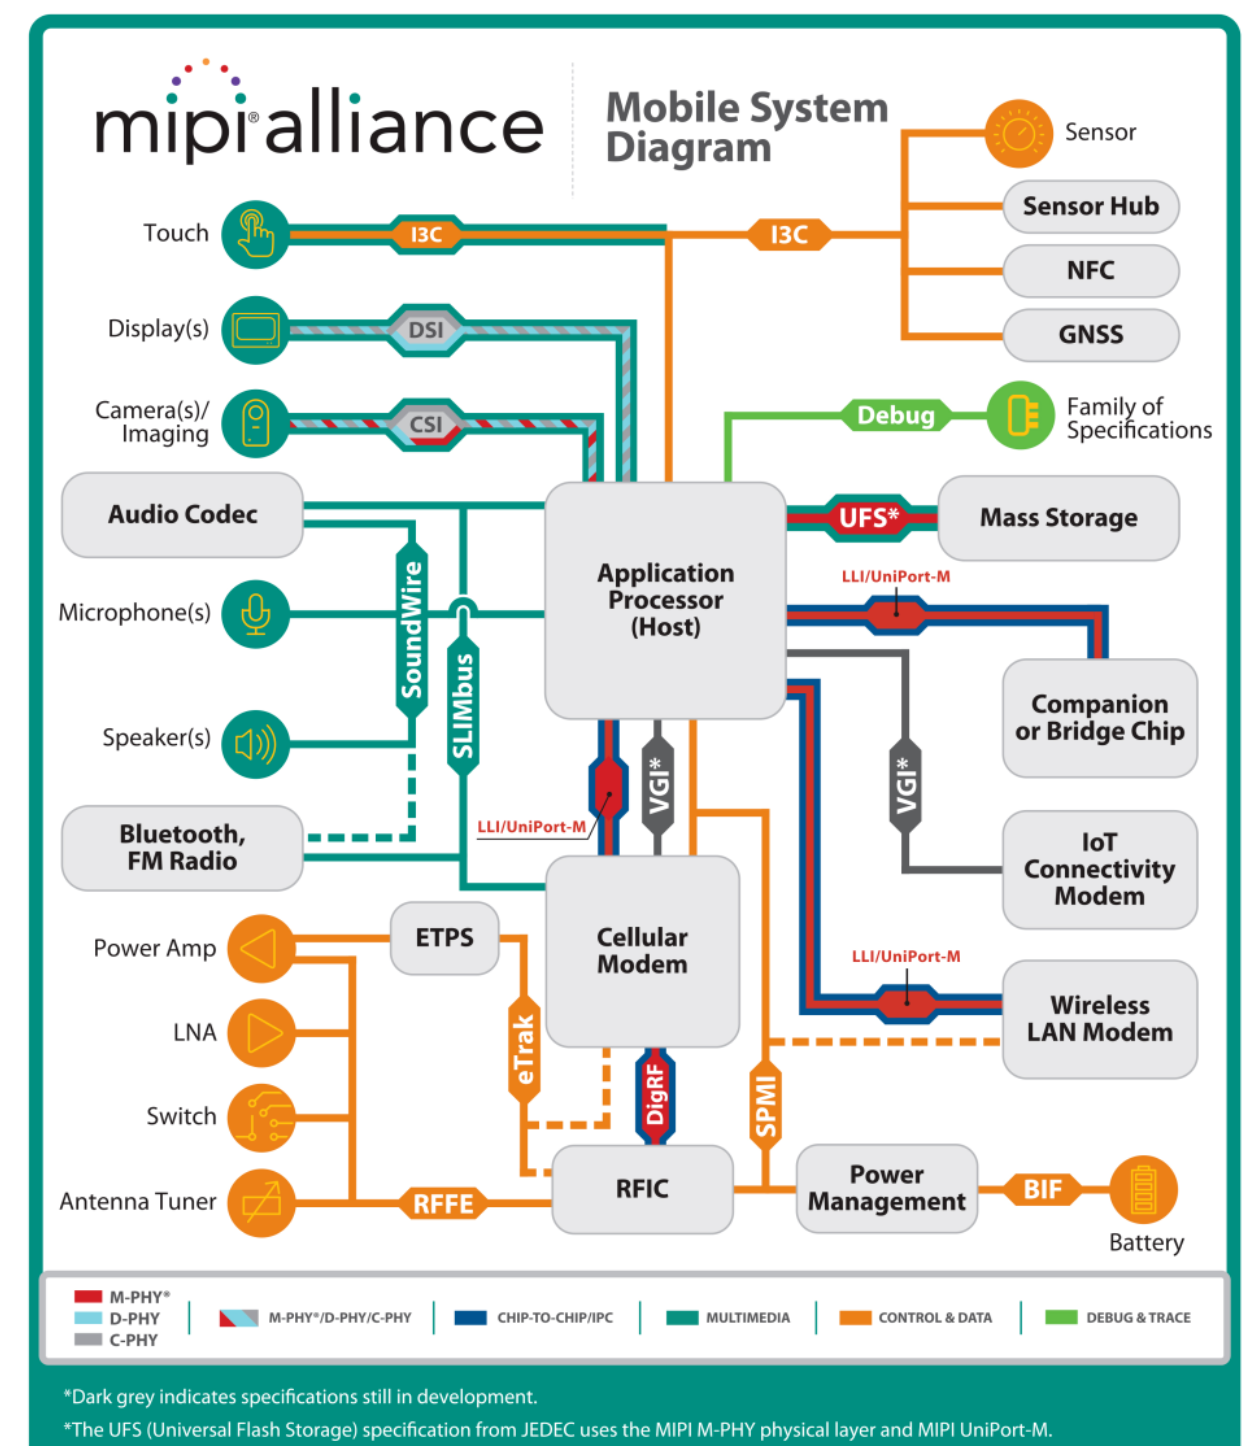 mipi® alliance
Mobile System
Diagram
Sensor
Sensor Hub
NFC
GNSS
Touch
I3C
I3C
Display(s)
DSI
Camera(s)/
Imaging
CSI
Debug
Family of
Specifications
Audio Codec
Application
Processor
(Host)
UFS*
Mass Storage
LLI/UniPort-M
Microphone(s)
SoundWire
SLIMbus
Companion
or Bridge Chip
Speaker(s)
VGI*
VGI*
LLI/UniPort-M
Bluetooth,
FM Radio
IoT
Connectivity
Modem
Power Amp
ETPS
Cellular
Modem
LLI/UniPort-M
Wireless
LAN Modem
LNA
eTrak
DigRF
SPMI
Switch
Antenna Tuner
RFFE
RFIC
Power
Management
BIF
Battery
M-PHY®
D-PHY
C-PHY
M-PHY®/D-PHY/C-PHY
CHIP-TO-CHIP/IPC
MULTIMEDIA
CONTROL & DATA
DEBUG & TRACE
*Dark grey indicates specifications still in development.
*The UFS (Universal Flash Storage) specification from JEDEC uses the MIPI M-PHY physical layer and MIPI UniPort-M.